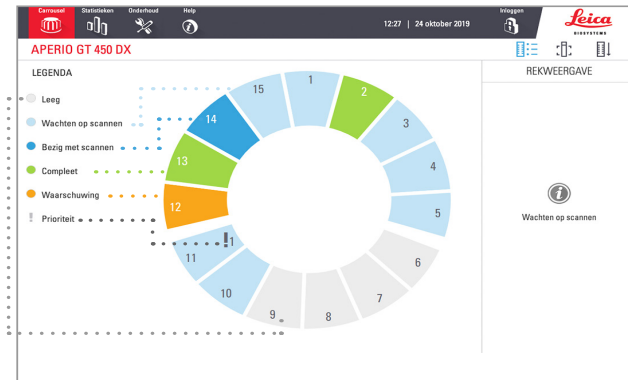 Carrousel Statistieken Onderhoud Help Inloggen
12:27 | 24 oktober 2019
Leica
BIOSYSTEMS
APERIO GT 450 DX
LEGENDA
REKWEERGAVE
Leeg
Wachten op scannen
Bezig met scannen
Compleet
Waarschuwing
! Prioriteit
1
2
3
4
5
6
7
8
9
10
11
12
13
14
15
!1
Wachten op scannen